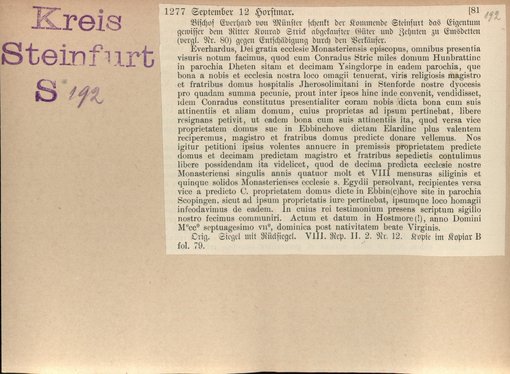 Kreis
Steinfurt
S 192
1277 September 12 Horstmar. [81
192
Bischof Everhard von Münster schenkt der Kommende Steinfurt das Eigentum
gewisser dem Ritter Konrad Strick abgekaufter Güter und Zehnten zu Emsdetten
(vergl. Nr. 80) gegen Entschädigung durch den Verkäufer.
Everhardus, Dei gratia ecclesie Monasteriensis episcopus, omnibus presentia
visuris notum facimus, quod cum Conradus Stric miles domum Hunbrattinc
in parochia Dheten sitam et decimam Ysingdorpe in eadem parochia, que
bona a nobis et ecclesia nostra loco omagii tenuerat, viris religiosis magistro
et fratribus domus hospitalis Jherosolimitani in Stenforde nostre dyocesis
pro quadam summa pecunie, prout inter ipsos hinc inde convenit, vendidisset,
idem Conradus constitutus presentialiter coram nobis dicta bona cum suis
attinentiis et aliam domum, cuius proprietas ad ipsum pertinebat, libere
resignans petivit, ut eadem bona cum suis attinentiis ita, quod versa vice
proprietatem domus sue in Ebbinchove dictam Elardinc plus valentem
reciperemus, magistro et fratribus domus predicte donare vellemus. Nos
igitur petitioni ipsius volentes annuere in premissis proprietatem predicte
domus et decimam predictam magistro et fratribus sepedictis contulimus
libere possidendam ita videlicet, quod de decima predicta ecclesie nostre
Monasteriensi singulis annis quatuor molt et VIII mensuras siliginis et
quinque solidos Monasterienses ecclesie s. Egydii persolvant, recipientes versa
vice a predicto C. proprietatem domus dicte in Ebbin(c)hove site in parochia
Scopingen, sicut ad ipsum proprietatis iure pertinebat, ipsumque loco homagii
infeodavimus de eadem. In cuius rei testimonium presens scriptum sigillo
nostro fecimus communiri. Actum et datum in Hostmore(!), anno Domini
M°cc° septuagesimo vii°, dominica post nativitatem beate Virginis.
Orig. Siegel mit Rücksiegel. VIII. Rep. II. 2. Nr. 12. Kopie im Kopiar B
fol. 79.